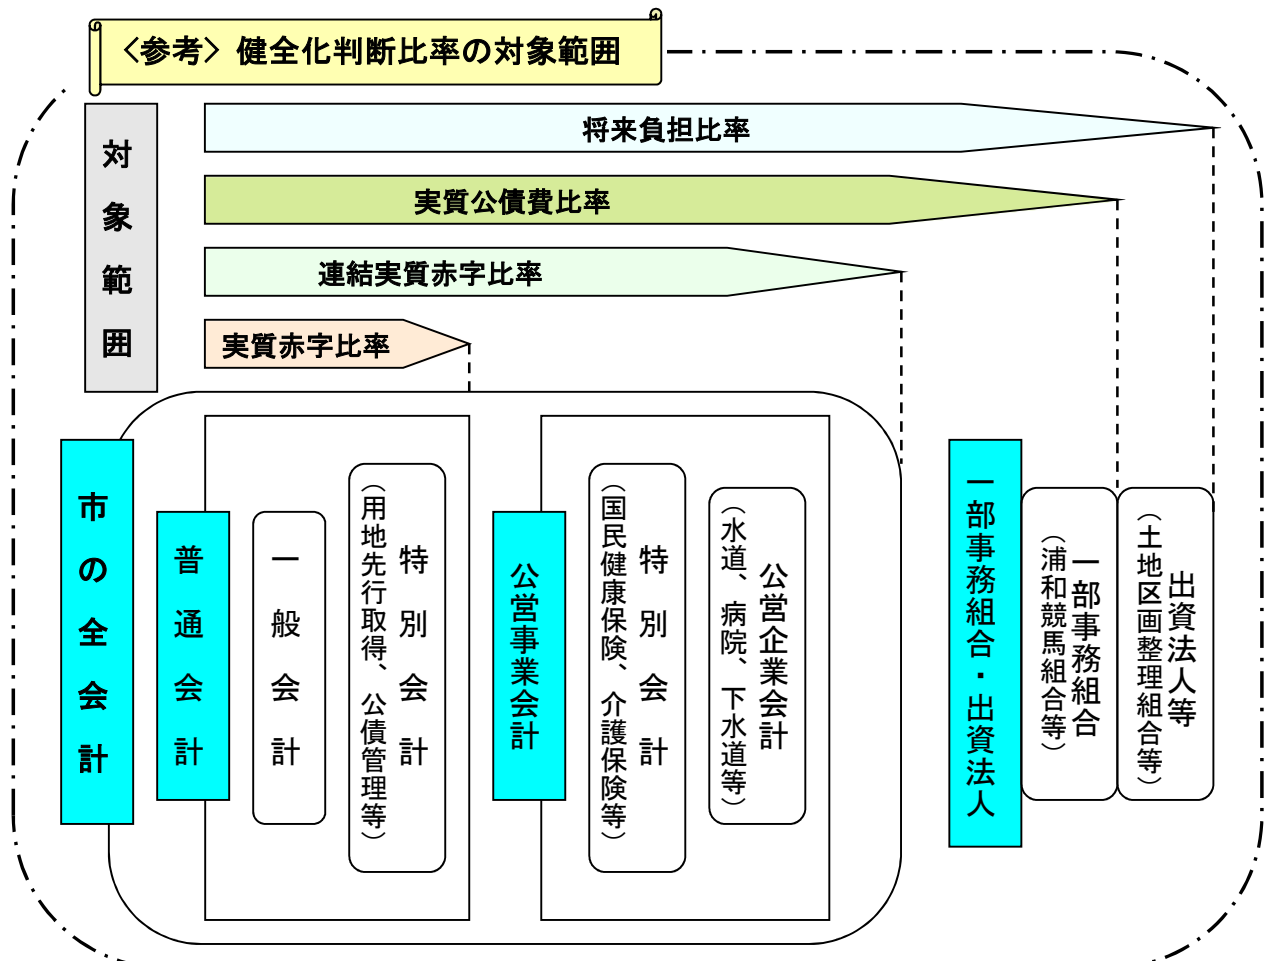 〈参考〉健全化判断比率の対象範囲
対象範囲
将来負担比率
実質公債費比率
連結実質赤字比率
実質赤字比率
市の全会計
普通会計
一般会計
特別会計
（用地先行取得、公債管理等）
公営事業会計
特別会計
（国民健康保険、介護保険等）
公営企業会計
（水道、病院、下水道等）
一部事務組合・出資法人
一部事務組合
（浦和競馬組合等）
出資法人等
（土地区画整理組合等）